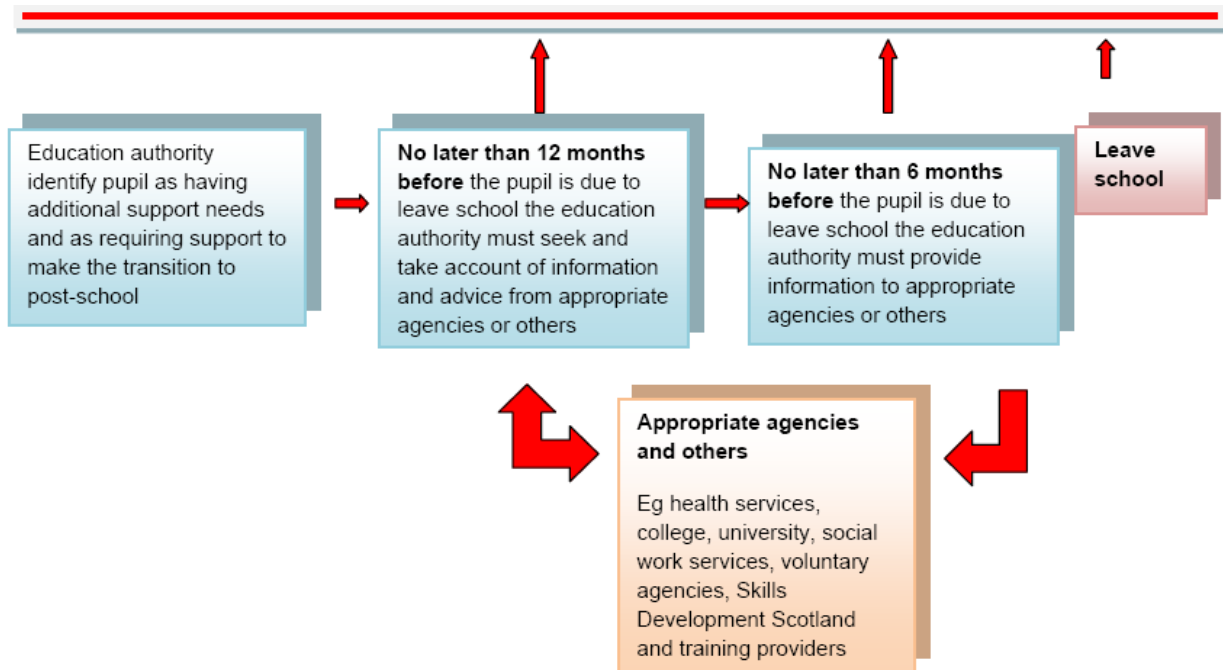 Education authority
identify pupil as having
additional support needs
and as requiring support to
make the transition to
post-school
No later than 12 months
before the pupil is due to
leave school the education
authority must seek and
take account of information
and advice from appropriate
agencies or others
No later than 6 months
before the pupil is due to
leave school the education
authority must provide
information to appropriate
agencies or others
Leave
school
Appropriate agencies
and others
Eg health services,
college, university, social
work services, voluntary
agencies, Skills
Development Scotland
and training providers